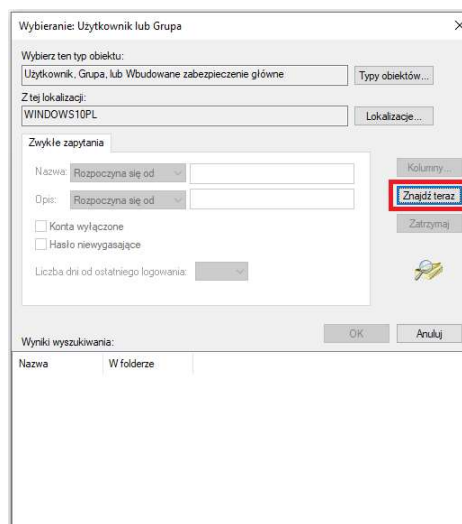 Wybieranie: Użytkownik lub Grupa
Wybierz ten typ obiektu:
Użytkownik, Grupa, lub Wbudowane zabezpieczenie główne
Typy obiektów...
Z tej lokalizacji:
WINDOWS10PL
Lokalizacje...
Zwykłe zapytania
Nazwa: Rozpoczyna się od
Kolumny...
Opis: Rozpoczyna się od
Znajdź teraz
Konta wyłączone
Zatrzymaj
Hasło niewygasające
Liczba dni od ostatniego logowania:
OK Anuluj
Wyniki wyszukiwania:
Nazwa W folderze